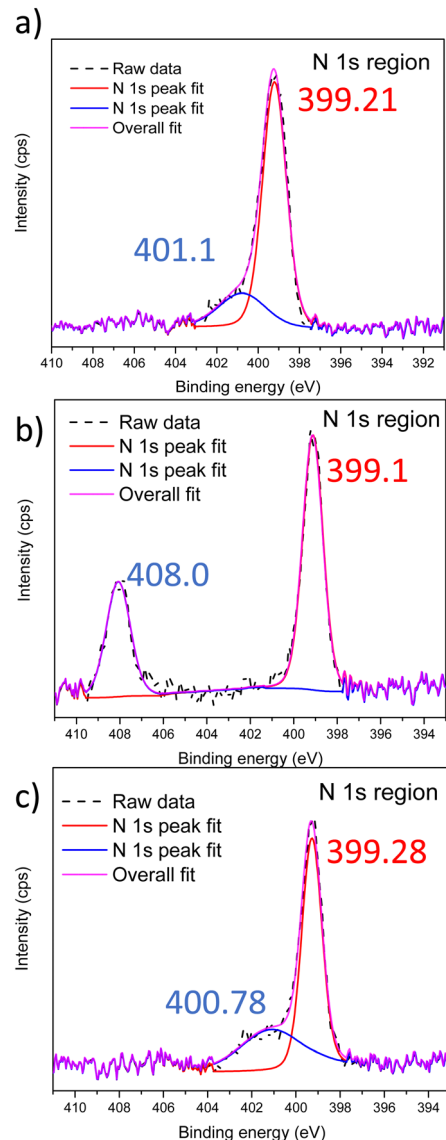 a)
Raw data
N 1s peak fit
N 1s peak fit
Overall fit
N 1s region
399.21
401.1
Intensity (cps)
410 408 406 404 402 400 398 396 394 392
Binding energy (eV)
b)
Raw data
N 1s peak fit
N 1s peak fit
Overall fit
N 1s region
399.1
408.0
Intensity (cps)
410 408 406 404 402 400 398 396 394
Binding energy (eV)
c)
Raw data
N 1s peak fit
N 1s peak fit
Overall fit
N 1s region
399.28
400.78
Intensity (cps)
410 408 406 404 402 400 398 396 394
Binding energy (eV)